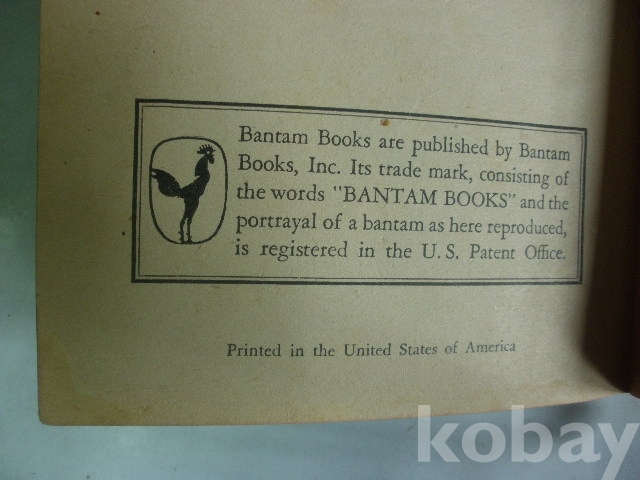 Bantam Books are published by Bantam
Books, Inc. Its trade mark, consisting of
the words "BANTAM BOOKS" and the
portrayal of a bantam as here reproduced,
is registered in the U. S. Patent Office.
Printed in the United States of America
kobay